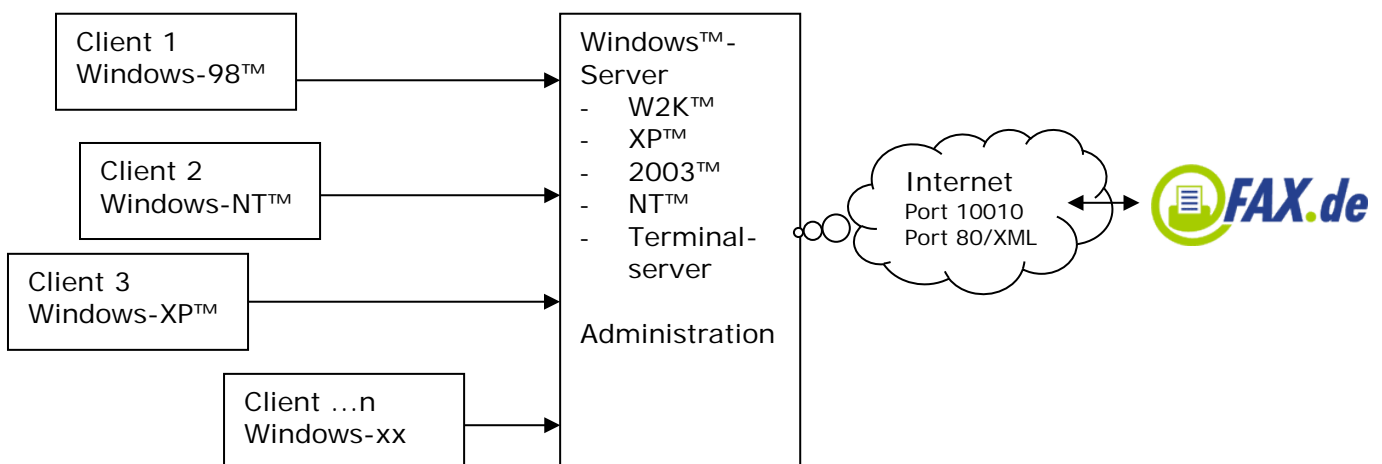 Client 1
Windows-98™
Client 2
Windows-NT™
Client 3
Windows-XP™
Client …n
Windows-xx
Windows™-
Server
- W2K™
- XP™
- 2003™
- NT™
- Terminal-
server
Administration
Internet
Port 10010
Port 80/XML
FAX.de